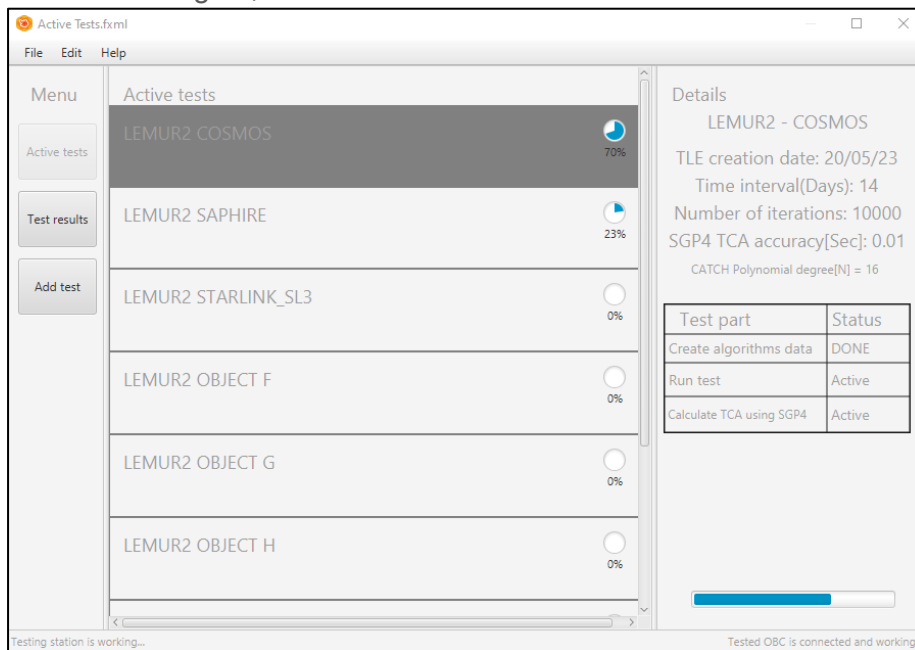 Active Tests.fxml
File Edit Help
Menu
Active tests
Test results
Add test
Active tests
LEMUR2 COSMOS
70%
LEMUR2 SAPHIRE
23%
LEMUR2 STARLINK_SL3
0%
LEMUR2 OBJECT F
0%
LEMUR2 OBJECT G
0%
LEMUR2 OBJECT H
0%
Details
LEMUR2 - COSMOS
TLE creation date: 20/05/23
Time interval(Days): 14
Number of iterations: 10000
SGP4 TCA accuracy[Sec]: 0.01
CATCH Polynomial degree[N] = 16
Test part Status
Create algorithms data DONE
Run test Active
Calculate TCA using SGP4 Active
Testing station is working...
Tested OBC is connected and working